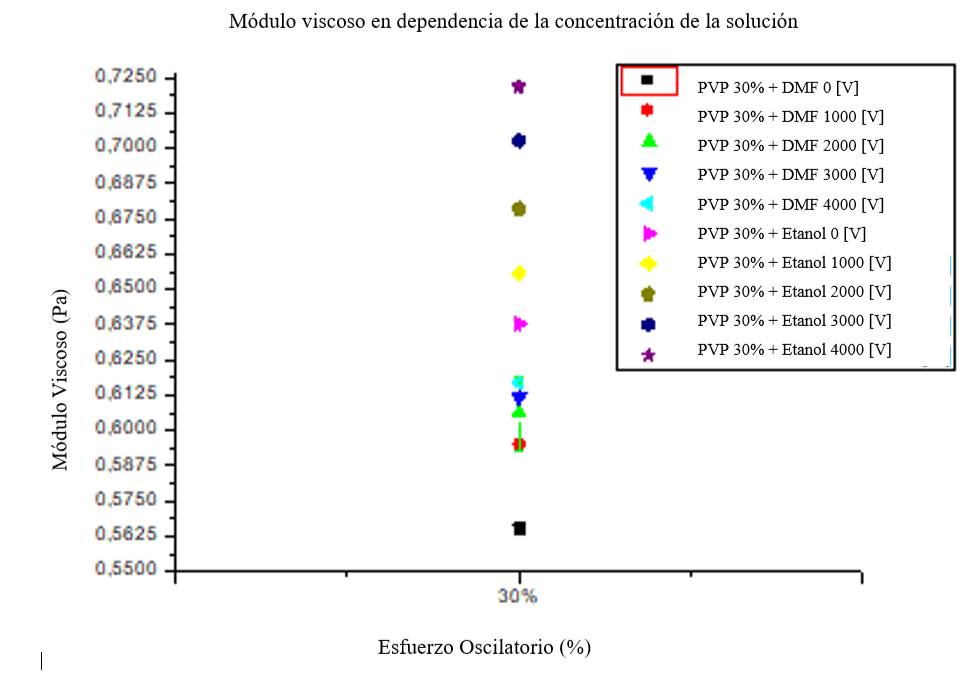 Módulo viscoso en dependencia de la concentración de la solución
0,7250
0,7125
0,7000
0,6875
0,6750
0,6625
0,6500
0,6375
0,6250
0,6125
0,6000
0,5875
0,5750
0,5625
0,5500
Módulo Viscoso (Pa)
30%
Esfuerzo Oscilatorio (%)
PVP 30% + DMF 0 [V]
PVP 30% + DMF 1000 [V]
PVP 30% + DMF 2000 [V]
PVP 30% + DMF 3000 [V]
PVP 30% + DMF 4000 [V]
PVP 30% + Etanol 0 [V]
PVP 30% + Etanol 1000 [V]
PVP 30% + Etanol 2000 [V]
PVP 30% + Etanol 3000 [V]
PVP 30% + Etanol 4000 [V]